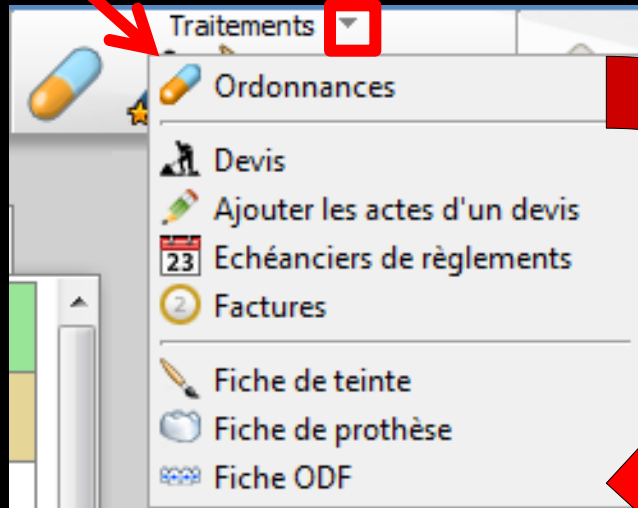 Traitements
Ordonnances
Devis
Ajouter les actes d'un devis
23 Echéanciers de règlements
2 Factures
Fiche de teinte
Fiche de prothèse
Fiche ODF